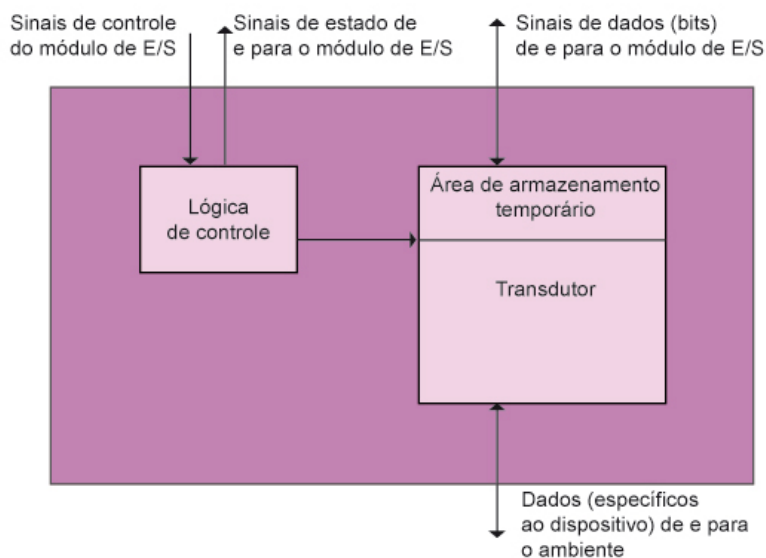 Sinais de controle
do módulo de E/S
Sinais de estado de
e para o módulo de E/S
Sinais de dados (bits)
de e para o módulo de E/S
Lógica
de controle
Área de armazenamento
temporário
Transdutor
Dados (específicos
ao dispositivo) de e para
o ambiente